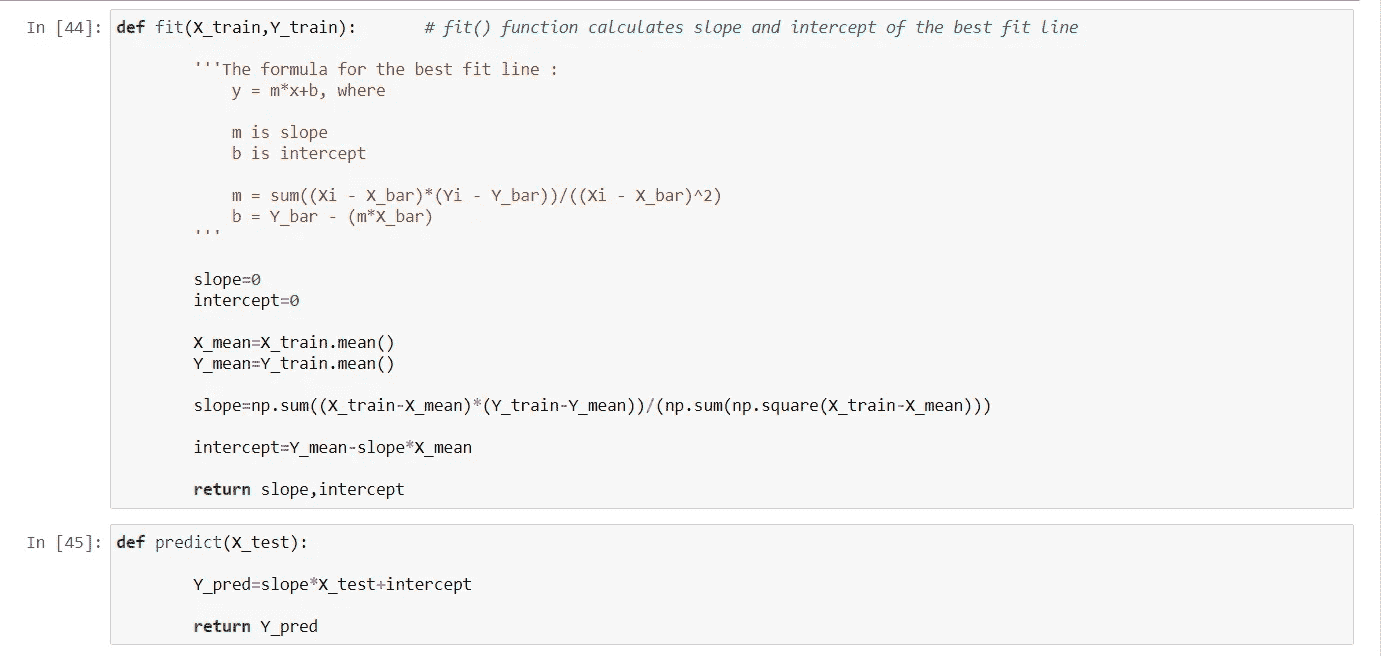 In [44]: def fit(X_train,Y_train):       # fit() function calculates slope and intercept of the best fit line
'''The formula for the best fit line :
y = m*x+b, where
m is slope
b is intercept
m = sum((Xi - X_bar)*(Yi - Y_bar))/((Xi - X_bar)^2)
b = Y_bar - (m*X_bar)
'''
slope=0
intercept=0
X_mean=X_train.mean()
Y_mean=Y_train.mean()
slope=np.sum((X_train-X_mean)*(Y_train-Y_mean))/(np.sum(np.square(X_train-X_mean)))
intercept=Y_mean-slope*X_mean
return slope,intercept
In [45]: def predict(X_test):
Y_pred=slope*X_test+intercept
return Y_pred